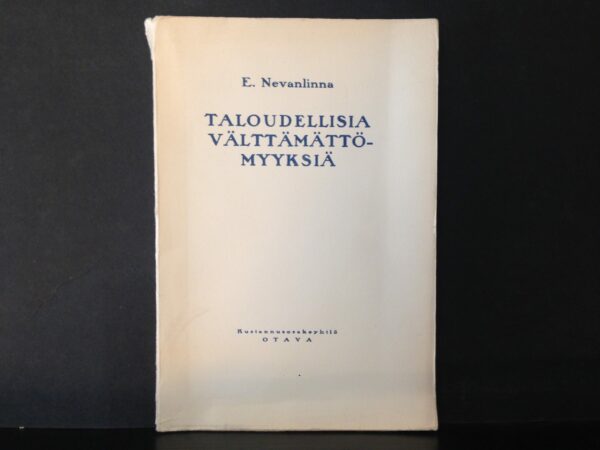 E. Nevanlinna
TALOUDELLISIA
VÄLTTÄMÄTTÖ-
MYYKSIÄ
Kustannusosakeyhtiö
OTAVA